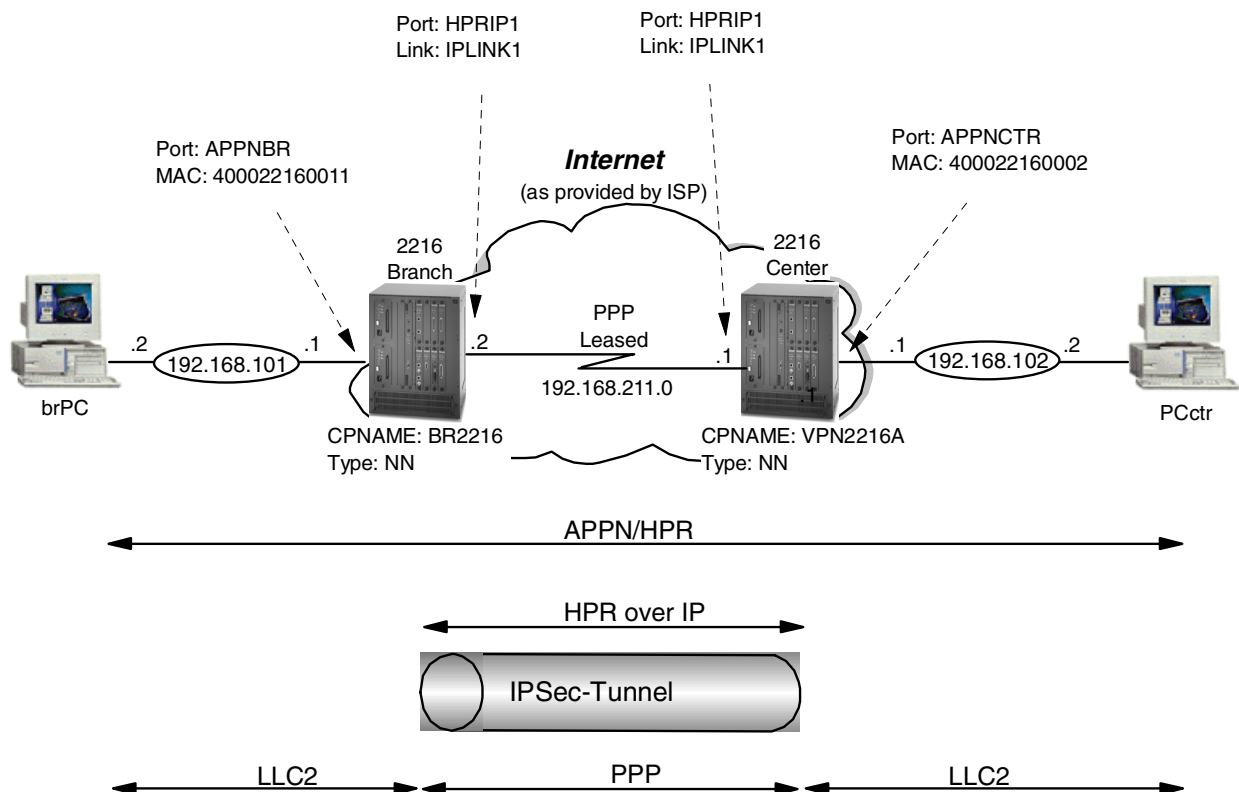 Port: HPRIP1
Link: IPLINK1
Port: HPRIP1
Link: IPLINK1
Port: APPNBR
MAC: 400022160011
Internet
(as provided by ISP)
Port: APPNCTR
MAC: 400022160002
2216
Branch
2216
Center
PPP
Leased
.2
192.168.101
.1
.2
.1
192.168.211.0
.1
192.168.102
.2
.1
brPC
PCctr
CPNAME: BR2216
Type: NN
CPNAME: VPN2216A
Type: NN
APPN/HPR
HPR over IP
IPSec-Tunnel
LLC2
PPP
LLC2